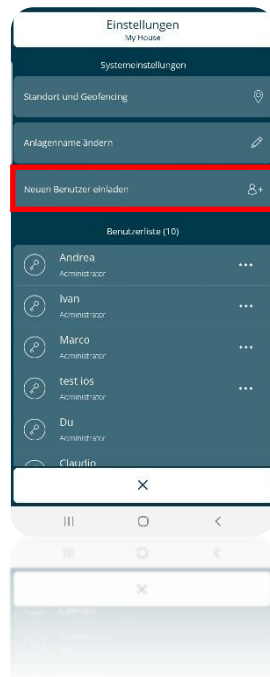 Einstellungen
My House
Systemeinstellungen
Standort und Geofencing
Anlagenname ändern
Neuen Benutzer einladen
Benutzerliste (10)
Andrea
Administrator
Ivan
Administrator
Marco
Administrator
test ios
Administrator
Du
Administrator
Claudio